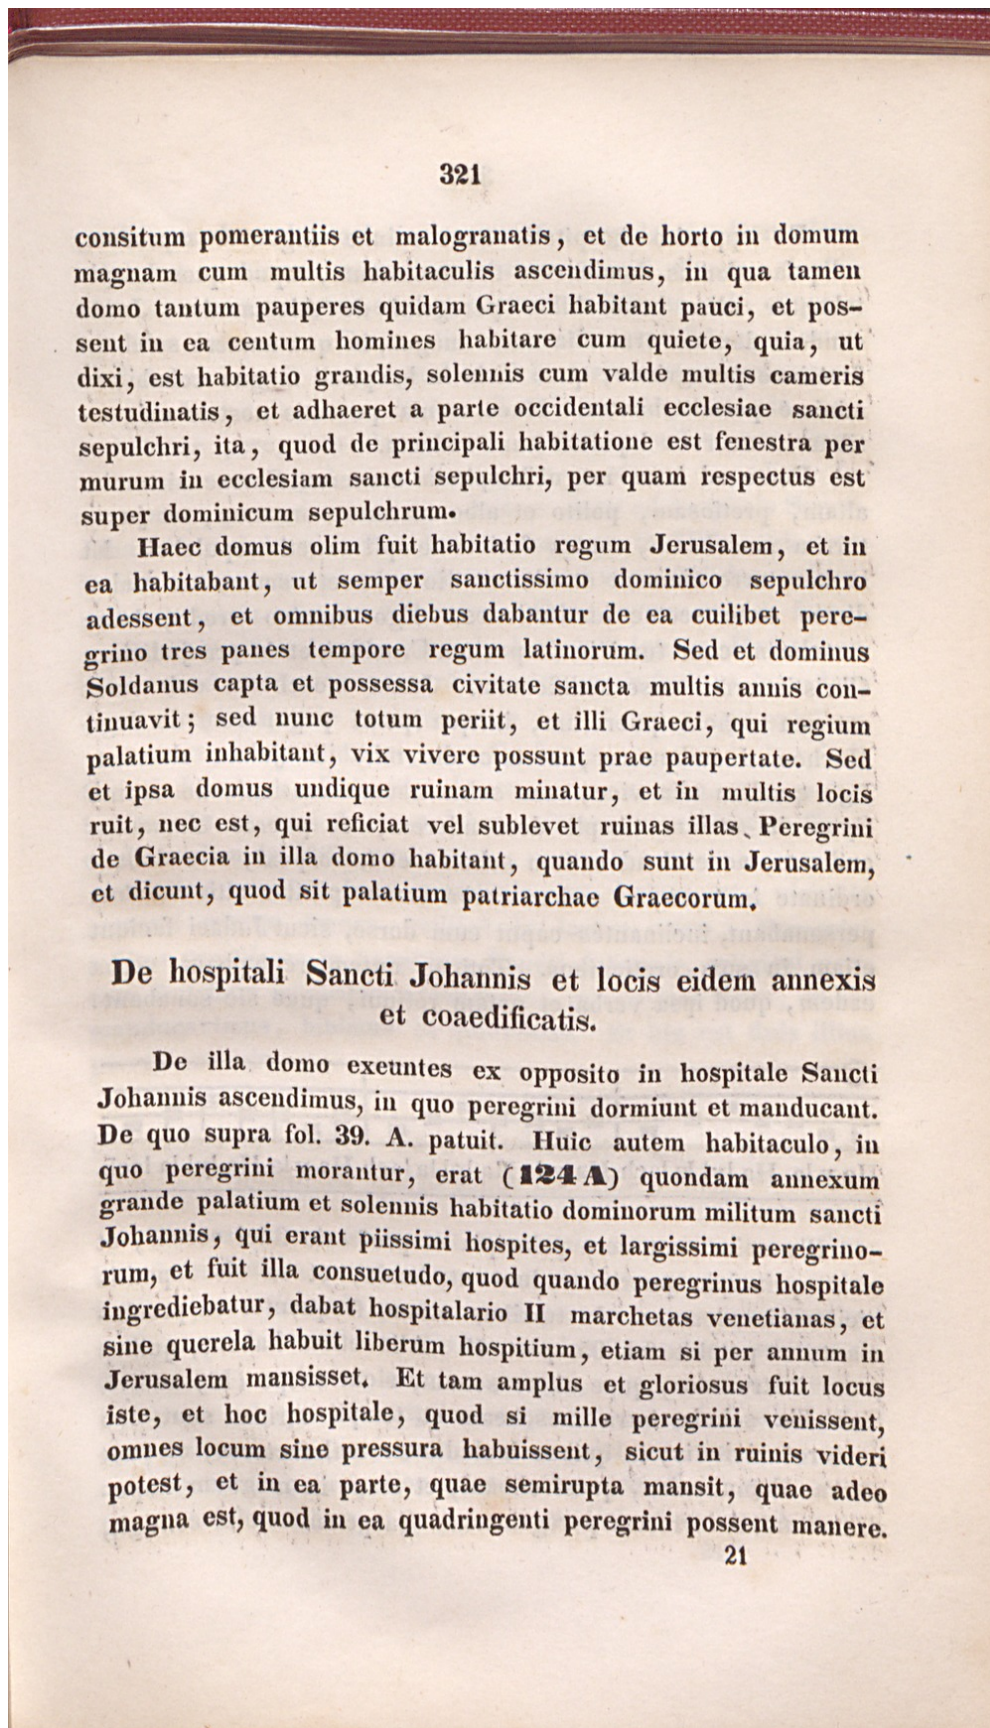 321
consitum pomerantiis et malogranatis, et de horto in domum
magnam cum multis habitaculis ascendimus, in qua tamen
domo tantum pauperes quidam Graeci habitant pauci, et pos-
sent in ea centum homines habitare cum quiete, quia, ut
dixi, est habitatio grandis, solennis cum valde multis cameris
testudinatis, et adhaeret a parte occidentali ecclesiae sancti
sepulchri, ita, quod de principali habitatione est fenestra per
murum in ecclesiam sancti sepulchri, per quam respectus est
super dominicum sepulchrum.
Haec domus olim fuit habitatio regum Jerusalem, et in
ea habitabant, ut semper sanctissimo dominico sepulchro
adessent, et omnibus diebus dabantur de ea cuilibet pere-
grino tres panes tempore regum latinorum. Sed et dominus
Soldanus capta et possessa civitate sancta multis annis con-
tinuavit; sed nunc totum periit, et illi Graeci, qui regium
palatium inhabitant, vix vivere possunt prae paupertate. Sed
et ipsa domus undique ruinam minatur, et in multis locis
ruit, nec est, qui reficiat vel sublevet ruinas illas. Peregrini
de Graecia in illa domo habitant, quando sunt in Jerusalem,
et dicunt, quod sit palatium patriarchae Graecorum.
De hospitali Sancti Johannis et locis eidem annexis
et coaedificatis.
De illa domo exeuntes ex opposito in hospitale Sancti
Johannis ascendimus, in quo peregrini dormiunt et manducant.
De quo supra fol. 39. A. patuit. Huic autem habitaculo, in
quo peregrini morantur, erat (124 A) quondam annexum
grande palatium et solennis habitatio dominorum militum sancti
Johannis, qui erant piissimi hospites, et largissimi peregrino-
rum, et fuit illa consuetudo, quod quando peregrinus hospitale
ingrediebatur, dabat hospitalario II marchetas venetianas, et
sine querela habuit liberum hospitium, etiam si per annum in
Jerusalem mansisset. Et tam amplus et gloriosus fuit locus
iste, et hoc hospitale, quod si mille peregrini venissent,
omnes locum sine pressura habuissent, sicut in ruinis videri
potest, et in ea parte, quae semirupta mansit, quae adeo
magna est, quod in ea quadringenti peregrini possent manere.
21